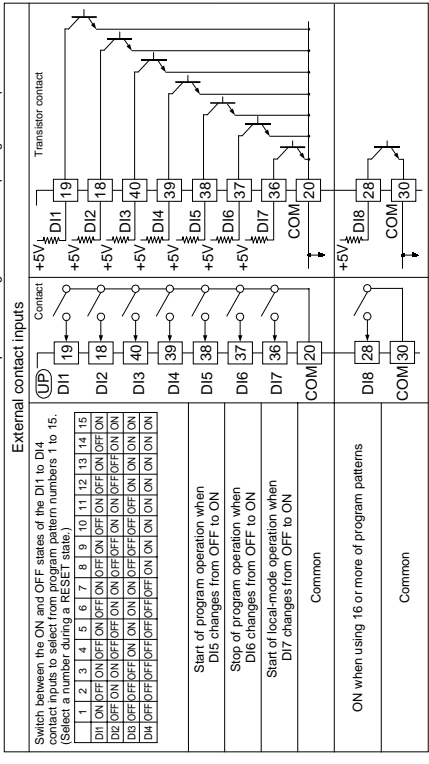 External contact inputs
Switch between the ON and OFF states of the DI1 to DI4
contact inputs to select from program pattern numbers 1 to 15.
(Select a number during a RESET state.)
1 2 3 4 5 6 7 8 9 10 11 12 13 14 15
DI1 ON OFF ON OFF ON OFF ON OFF ON OFF ON OFF ON OFF ON
DI2 OFF ON ON OFF OFF ON ON OFF OFF ON ON OFF OFF ON ON
DI3 OFF OFF OFF ON ON ON ON OFF OFF OFF OFF ON ON ON ON
DI4 OFF OFF OFF OFF OFF OFF OFF ON ON ON ON ON ON ON ON
Start of program operation when
DI5 changes from OFF to ON
Stop of program operation when
DI6 changes from OFF to ON
Start of local-mode operation when
DI7 changes from OFF to ON
Common
ON when using 16 or more of program patterns
Common
UP
Contact
DI1 19
DI2 18
DI3 40
DI4 39
DI5 38
DI6 37
DI7 36
COM 20
DI8 28
COM 30
Transistor contact
+5V DI1 19
+5V DI2 18
+5V DI3 40
+5V DI4 39
+5V DI5 38
+5V DI6 37
+5V DI7 36
COM 20
+5V DI8 28
COM 30